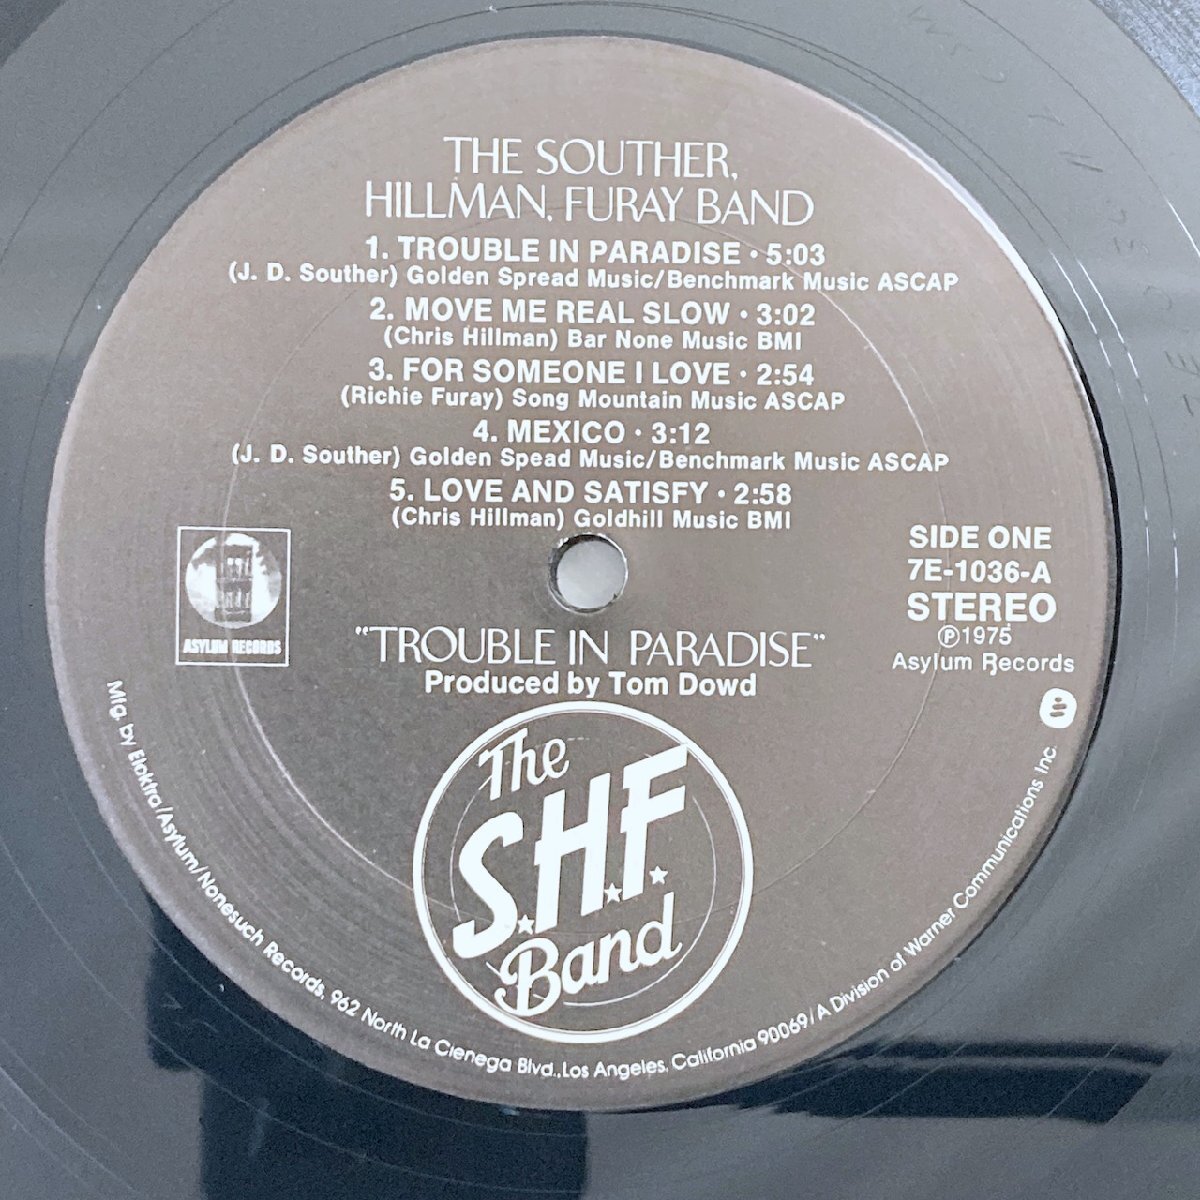 THE SOUTHER,
HILLMAN, FURAY BAND
1. TROUBLE IN PARADISE • 5:03
(J. D. Souther) Golden Spread Music/Benchmark Music ASCAP
2. MOVE ME REAL SLOW • 3:02
(Chris Hillman) Bar None Music BMI
3. FOR SOMEONE I LOVE • 2:54
(Richie Furay) Song Mountain Music ASCAP
4. MEXICO • 3:12
(J. D. Souther) Golden Spead Music/Benchmark Music ASCAP
5. LOVE AND SATISFY • 2:58
(Chris Hillman) Goldhill Music BMI
ASYLUM RECORDS
SIDE ONE
7E-1036-A
STEREO
Ⓟ1975
Asylum Records
"TROUBLE IN PARADISE"
Produced by Tom Dowd
The
S.H.F.
Band
Mfg. by Elektra/Asylum/Nonesuch Records, 962 North La Cienega Blvd., Los Angeles, California 90069/A Division of Warner Communications Inc.